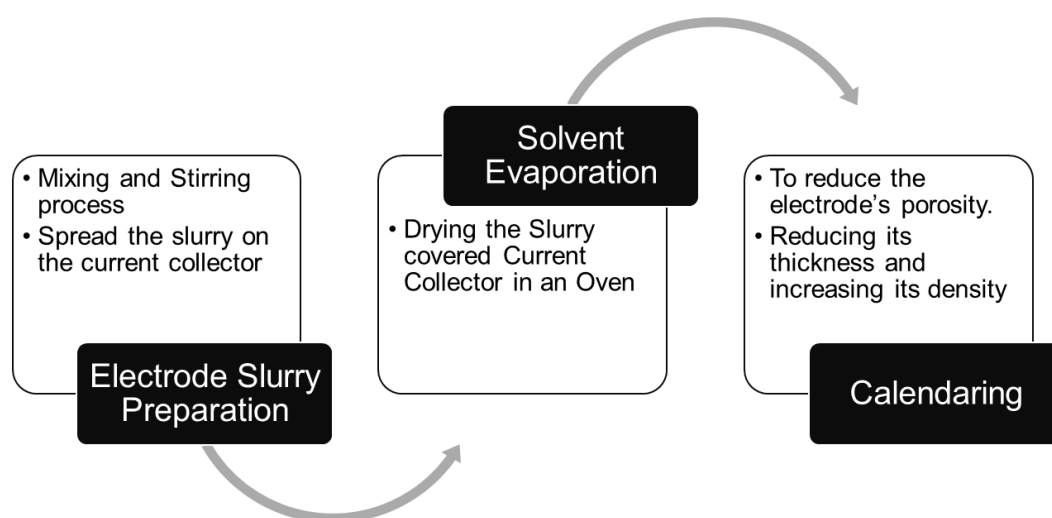 • Mixing and Stirring
process
• Spread the slurry on
the current collector
Electrode Slurry
Preparation
Solvent
Evaporation
• Drying the Slurry
covered Current
Collector in an Oven
• To reduce the
electrode's porosity.
• Reducing its
thickness and
increasing its density
Calendaring